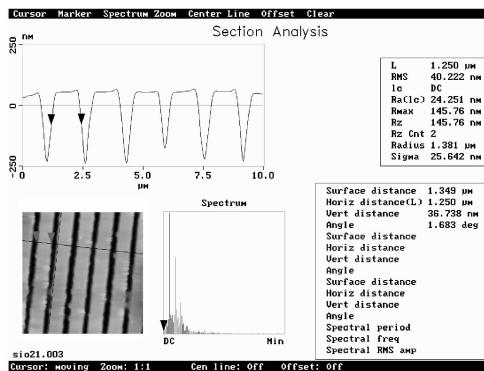 Cursor Marker Spectrum Zoom Center Line Offset Clear
Section Analysis
nm
250
0
-250
0 2.5 5.0 7.5 10.0
µm
L 1.250 µm
RMS 40.222 nm
lc DC
Ra(lc) 24.251 nm
Rmax 145.76 nm
Rz 145.76 nm
Rz Cnt 2
Radius 1.381 µm
Sigma 25.642 nm
Spectrum
DC Min
Surface distance 1.349 µm
Horiz distance(L) 1.250 µm
Vert distance 36.738 nm
Angle 1.683 deg
Surface distance
Horiz distance
Vert distance
Angle
Surface distance
Horiz distance
Vert distance
Angle
Spectral period
Spectral freq
Spectral RMS amp
sio21.003
Cursor: moving Zoom: 1:1 Cen line: Off Offset: Off